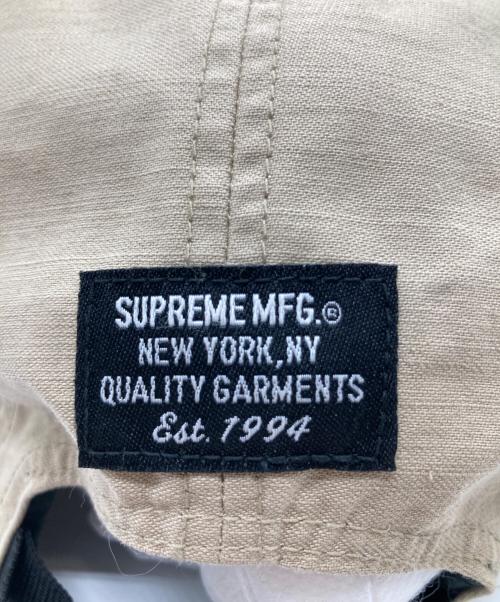 SUPREME MFG.®
NEW YORK,NY
QUALITY GARMENTS
Est. 1994